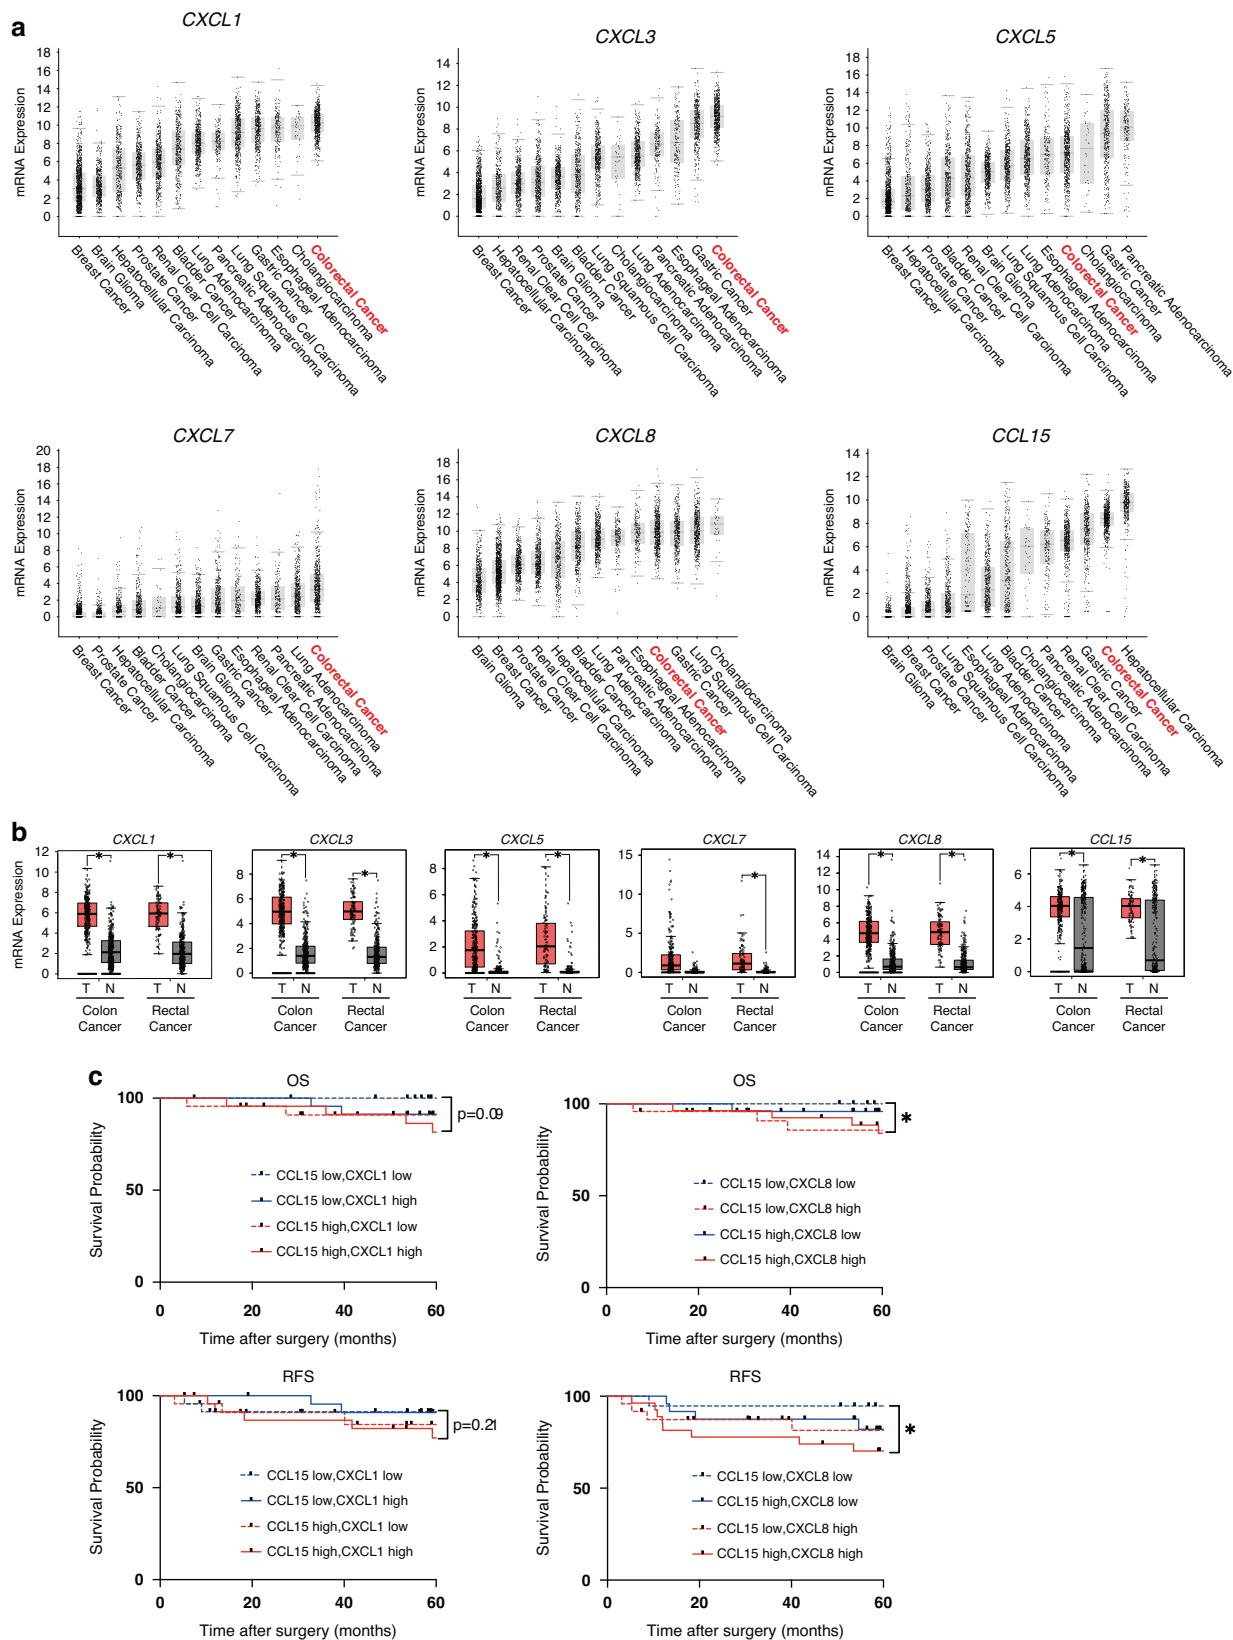 a
CXCL1
mRNA Expression
18
16
14
12
10
8
6
4
2
0
Breast Cancer
Brain Glioma
Hepatocellular Carcinoma
Prostate Cancer
Renal Clear Cell Carcinoma
Bladder Cancer
Lung Adenocarcinoma
Pancreatic Adenocarcinoma
Lung Squamous Cell Carcinoma
Gastric Cancer
Esophageal Adenocarcinoma
Cholangiocarcinoma
Colorectal Cancer
CXCL3
mRNA Expression
14
12
10
8
6
4
2
0
Breast Cancer
Hepatocellular Carcinoma
Renal Clear Cell Carcinoma
Prostate Cancer
Brain Glioma
Bladder Cancer
Lung Squamous Cell Carcinoma
Cholangiocarcinoma
Lung Adenocarcinoma
Pancreatic Adenocarcinoma
Esophageal Adenocarcinoma
Gastric Cancer
Colorectal Cancer
CXCL5
mRNA Expression
18
16
14
12
10
8
6
4
2
0
Breast Cancer
Hepatocellular Carcinoma
Prostate Cancer
Bladder Cancer
Renal Clear Cell Carcinoma
Brain Glioma
Lung Squamous Cell Carcinoma
Lung Adenocarcinoma
Esophageal Adenocarcinoma
Colorectal Cancer
Cholangiocarcinoma
Gastric Cancer
Pancreatic Adenocarcinoma
CXCL7
mRNA Expression
20
18
16
14
12
10
8
6
4
2
0
Breast Cancer
Prostate Cancer
Hepatocellular Carcinoma
Bladder Cancer
Cholangiocarcinoma
Lung Squamous Cell Carcinoma
Brain Glioma
Gastric Cancer
Esophageal Adenocarcinoma
Renal Clear Cell Carcinoma
Pancreatic Adenocarcinoma
Lung Adenocarcinoma
Colorectal Cancer
CXCL8
mRNA Expression
18
16
14
12
10
8
6
4
2
0
Brain Glioma
Breast Cancer
Prostate Cancer
Renal Clear Cell Carcinoma
Hepatocellular Carcinoma
Bladder Cancer
Lung Adenocarcinoma
Pancreatic Adenocarcinoma
Esophageal Adenocarcinoma
Colorectal Cancer
Gastric Cancer
Lung Squamous Cell Carcinoma
Cholangiocarcinoma
CCL15
mRNA Expression
14
12
10
8
6
4
2
0
Brain Glioma
Breast Cancer
Prostate Cancer
Lung Squamous Cell Carcinoma
Esophageal Adenocarcinoma
Lung Adenocarcinoma
Bladder Cancer
Cholangiocarcinoma
Pancreatic Adenocarcinoma
Renal Clear Cell Carcinoma
Gastric Cancer
Colorectal Cancer
Hepatocellular Carcinoma
b
mRNA Expression
CXCL1
12
10
8
6
4
2
0
* *
T N T N
Colon Cancer
Rectal Cancer
CXCL3
8
6
4
2
0
* *
T N T N
Colon Cancer
Rectal Cancer
CXCL5
8
6
4
2
0
* *
T N T N
Colon Cancer
Rectal Cancer
CXCL7
15
10
5
0
*
T N T N
Colon Cancer
Rectal Cancer
CXCL8
14
12
10
8
6
4
2
0
* *
T N T N
Colon Cancer
Rectal Cancer
CCL15
6
4
2
0
* *
T N T N
Colon Cancer
Rectal Cancer
c
OS
Survival Probability
100
50
0
p=0.09
CCL15 low,CXCL1 low
CCL15 low,CXCL1 high
CCL15 high,CXCL1 low
CCL15 high,CXCL1 high
0 20 40 60
Time after surgery (months)
OS
Survival Probability
100
50
0
*
CCL15 low,CXCL8 low
CCL15 low,CXCL8 high
CCL15 high,CXCL8 low
CCL15 high,CXCL8 high
0 20 40 60
Time after surgery (months)
RFS
Survival Probability
100
50
0
p=0.21
CCL15 low,CXCL1 low
CCL15 low,CXCL1 high
CCL15 high,CXCL1 low
CCL15 high,CXCL1 high
0 20 40 60
Time after surgery (months)
RFS
Survival Probability
100
50
0
*
CCL15 low,CXCL8 low
CCL15 high,CXCL8 low
CCL15 low,CXCL8 high
CCL15 high,CXCL8 high
0 20 40 60
Time after surgery (months)